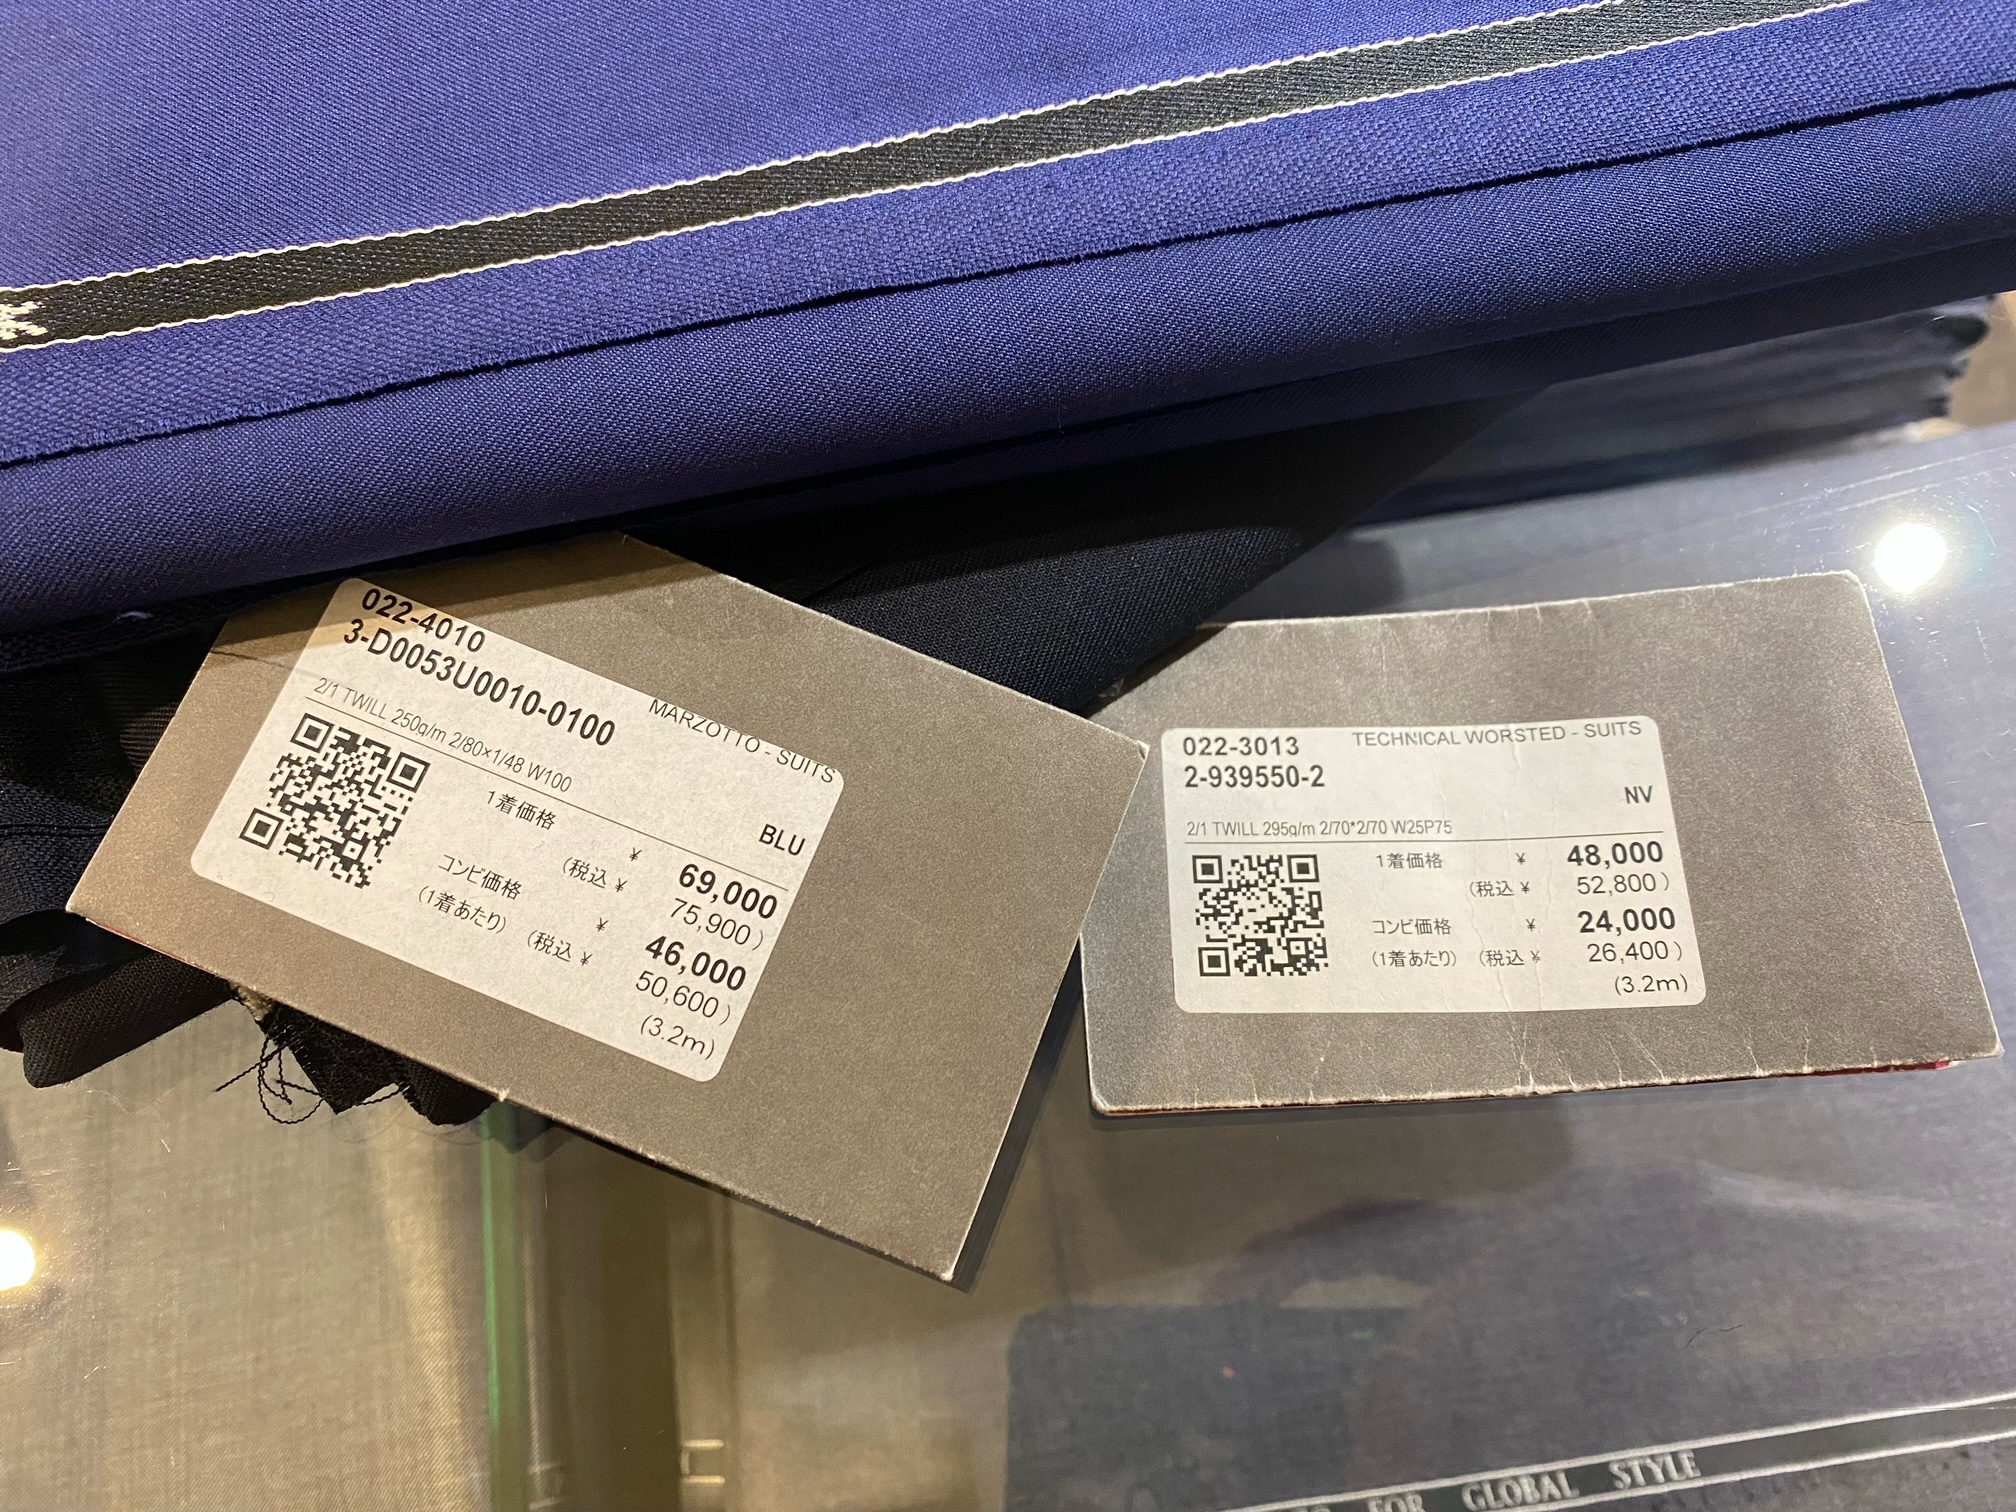 022-4010
3-D0053U0010-0100
MARZOTTO - SUITS
BLU
2/1 TWILL 250g/m 2/80×1/48 W100
1着価格 ¥ 69,000
(税込 ¥ 75,900)
コンビ価格 ¥ 46,000
(1着あたり) (税込 ¥ 50,600)
(3.2m)
022-3013 TECHNICAL WORSTED - SUITS
2-939550-2
NV
2/1 TWILL 295g/m 2/70*2/70 W25P75
1着価格 ¥ 48,000
(税込 ¥ 52,800)
コンビ価格 ¥ 24,000
(1着あたり) (税込 ¥ 26,400)
(3.2m)
FOR GLOBAL STYLE